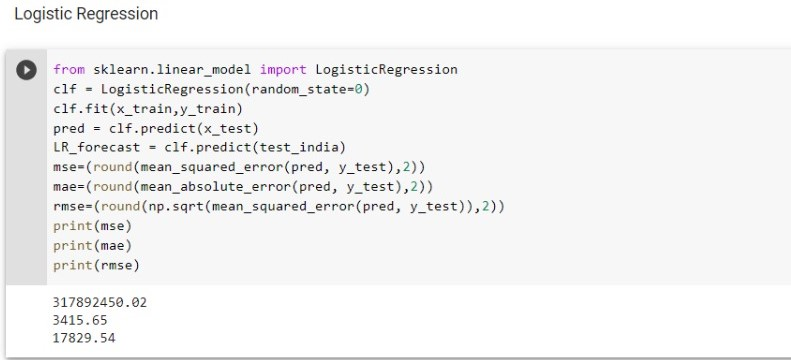 Logistic Regression
from sklearn.linear_model import LogisticRegression
clf = LogisticRegression(random_state=0)
clf.fit(x_train,y_train)
pred = clf.predict(x_test)
LR_forecast = clf.predict(test_india)
mse=(round(mean_squared_error(pred, y_test),2))
mae=(round(mean_absolute_error(pred, y_test),2))
rmse=(round(np.sqrt(mean_squared_error(pred, y_test)),2))
print(mse)
print(mae)
print(rmse)
317892450.02
3415.65
17829.54